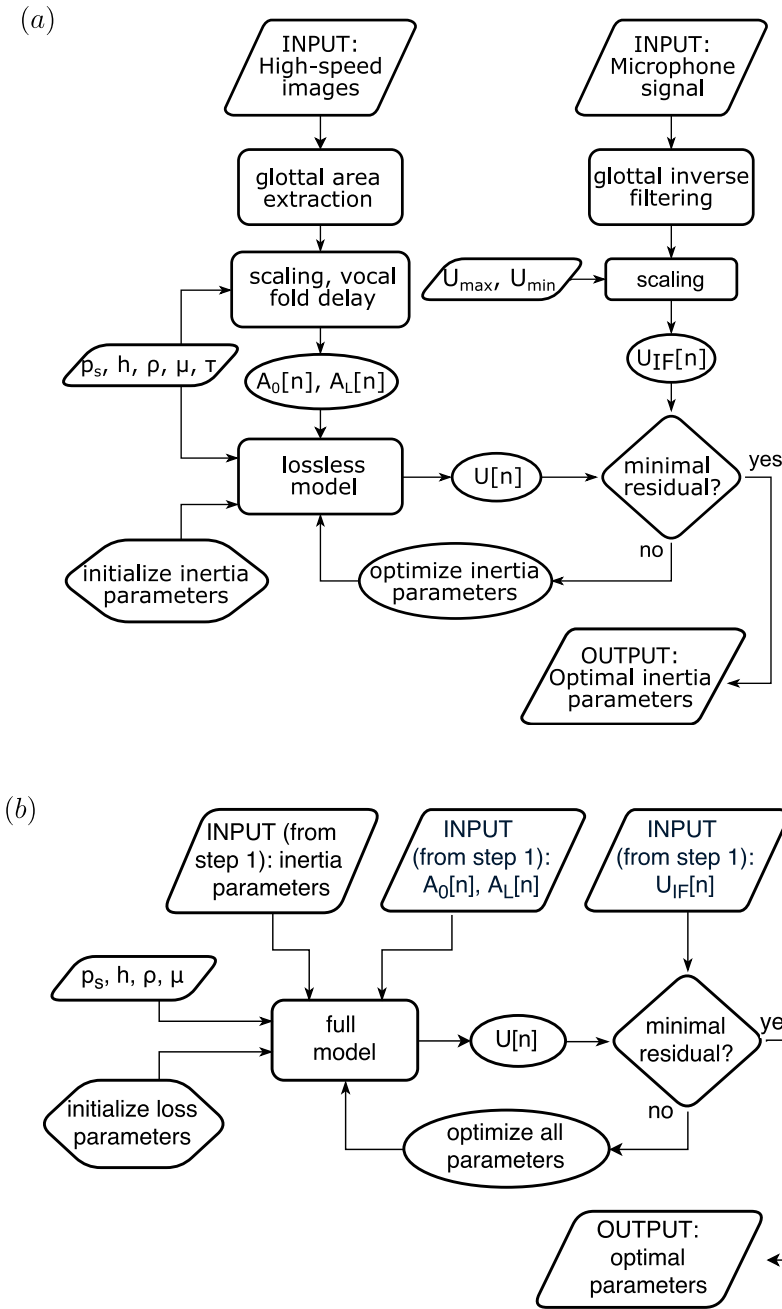 (a)
INPUT:
High-speed
images
INPUT:
Microphone
signal
glottal area
extraction
glottal inverse
filtering
scaling, vocal
fold delay
Umax, Umin
scaling
ps, h, ρ, μ, τ
A0[n], AL[n]
UIF[n]
lossless
model
U[n]
minimal
residual?
yes
no
initialize inertia
parameters
optimize inertia
parameters
OUTPUT:
Optimal inertia
parameters
(b)
INPUT (from
step 1): inertia
parameters
INPUT
(from step 1):
A0[n], AL[n]
INPUT
(from step 1):
UIF[n]
ps, h, ρ, μ
full
model
U[n]
minimal
residual?
ye
no
initialize loss
parameters
optimize all
parameters
OUTPUT:
optimal
parameters